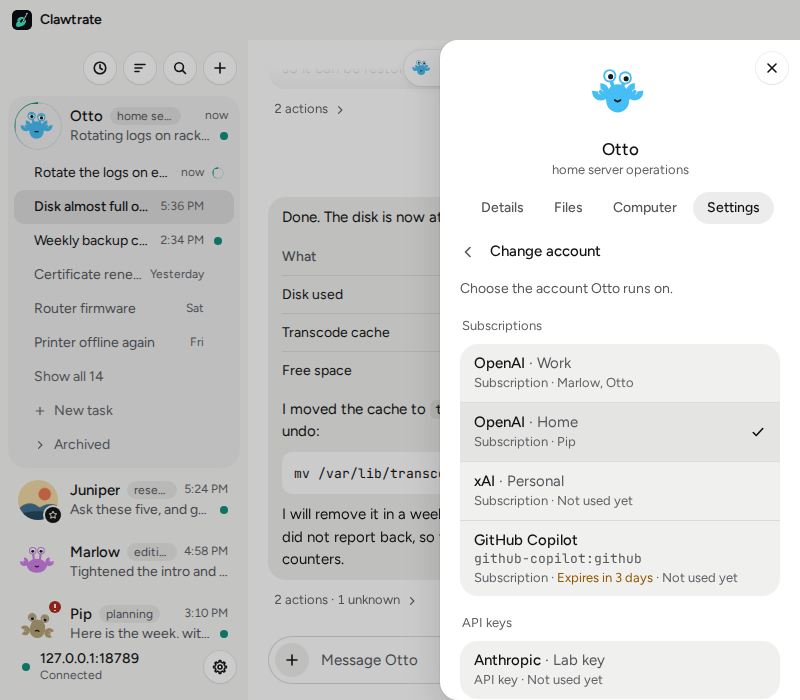 Clawtrate
Otto home se... now
Rotating logs on rack...
Rotate the logs on e... now
Disk almost full o... 5:36 PM
Weekly backup c... 2:34 PM
Certificate rene... Yesterday
Router firmware Sat
Printer offline again Fri
Show all 14
New task
Archived
Juniper rese... 5:24 PM
Ask these five, and g...
Marlow editi... 4:58 PM
Tightened the intro and ...
Pip planning 3:10 PM
Here is the week. wit...
127.0.0.1:18789
Connected
2 actions
Done. The disk is now at
What
Disk used
Transcode cache
Free space
I moved the cache to
undo:
mv /var/lib/transco
I will remove it in a week
did not report back, so
counters.
2 actions · 1 unknown
Message Otto
Otto
home server operations
Details Files Computer Settings
Change account
Choose the account Otto runs on.
Subscriptions
OpenAI · Work
Subscription · Marlow, Otto
OpenAI · Home
Subscription · Pip
xAI · Personal
Subscription · Not used yet
GitHub Copilot
github-copilot:github
Subscription · Expires in 3 days · Not used yet
API keys
Anthropic · Lab key
API key · Not used yet